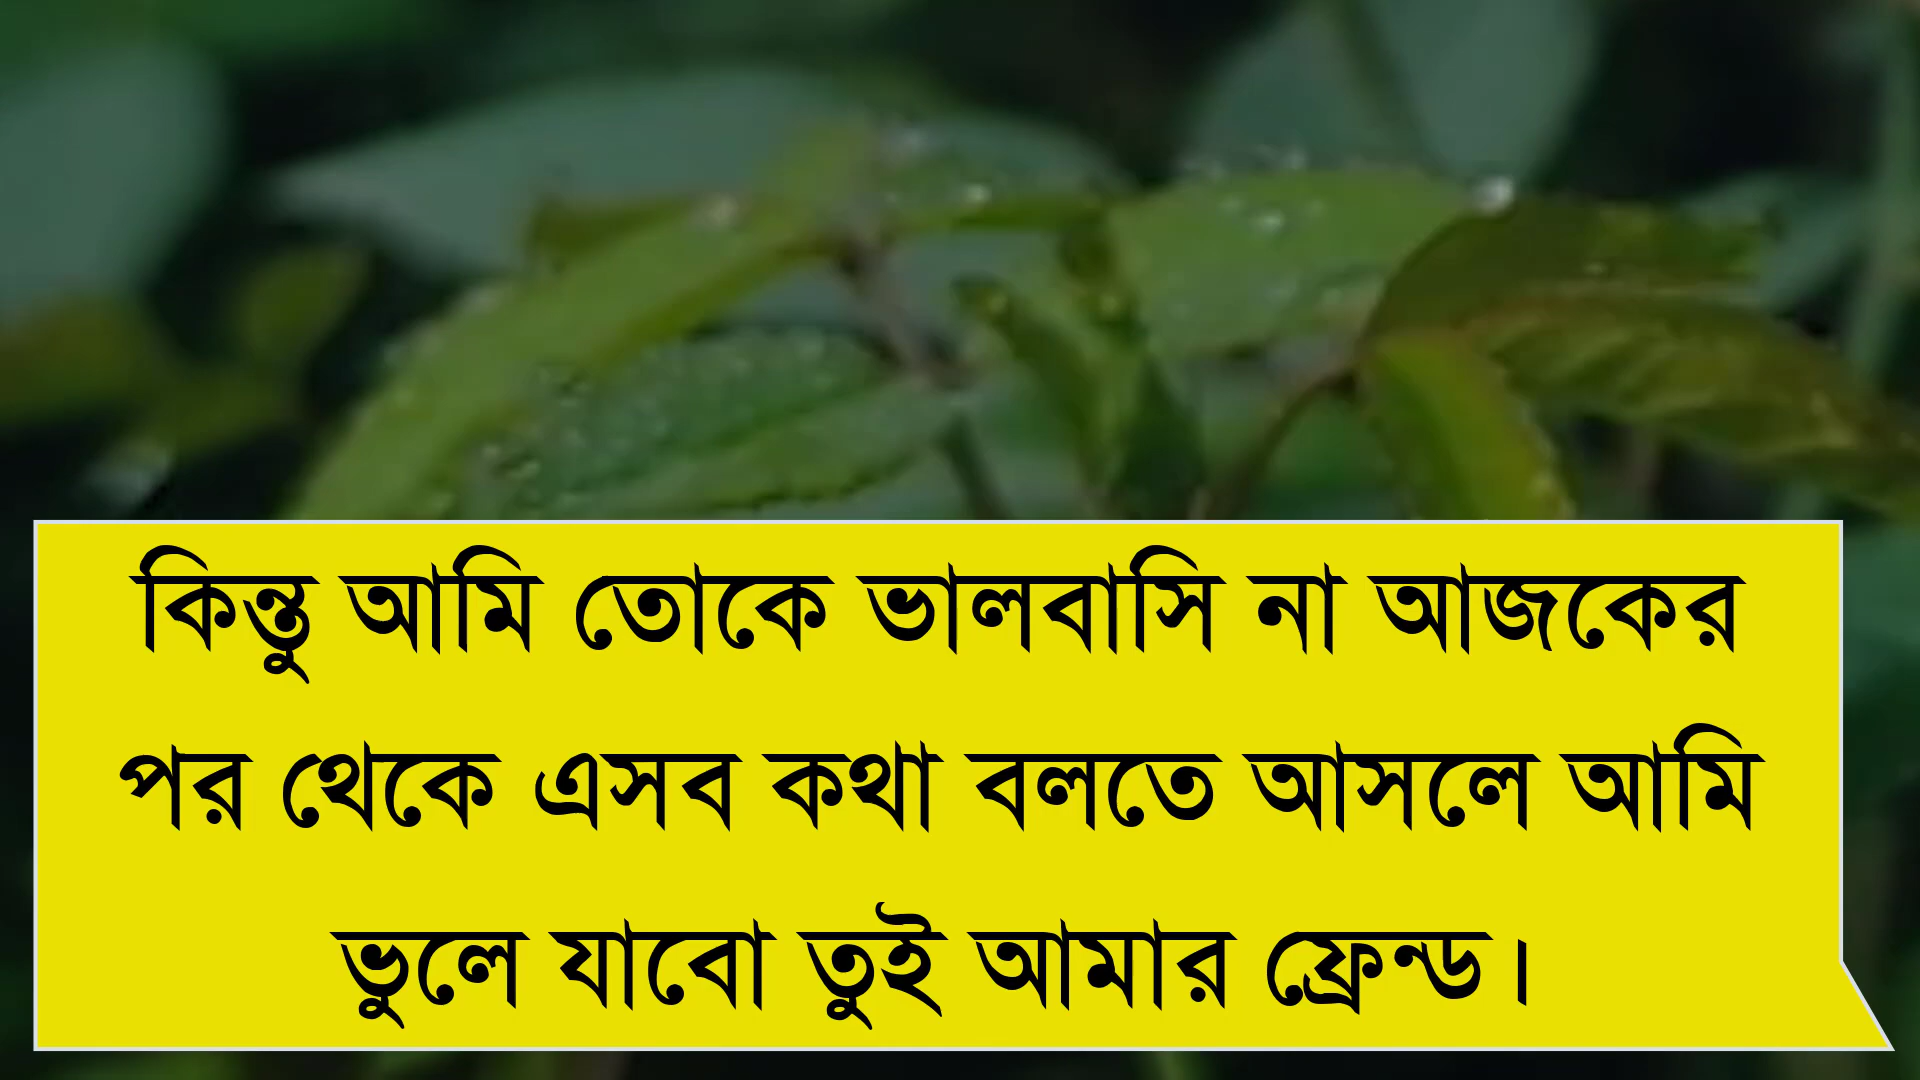 কিন্তু আমি তোকে ভালবাসি না আজকের
পর থেকে এসব কথা বলতে আসলে আমি
ভুলে যাবো তুই আমার ফ্রেন্ড।